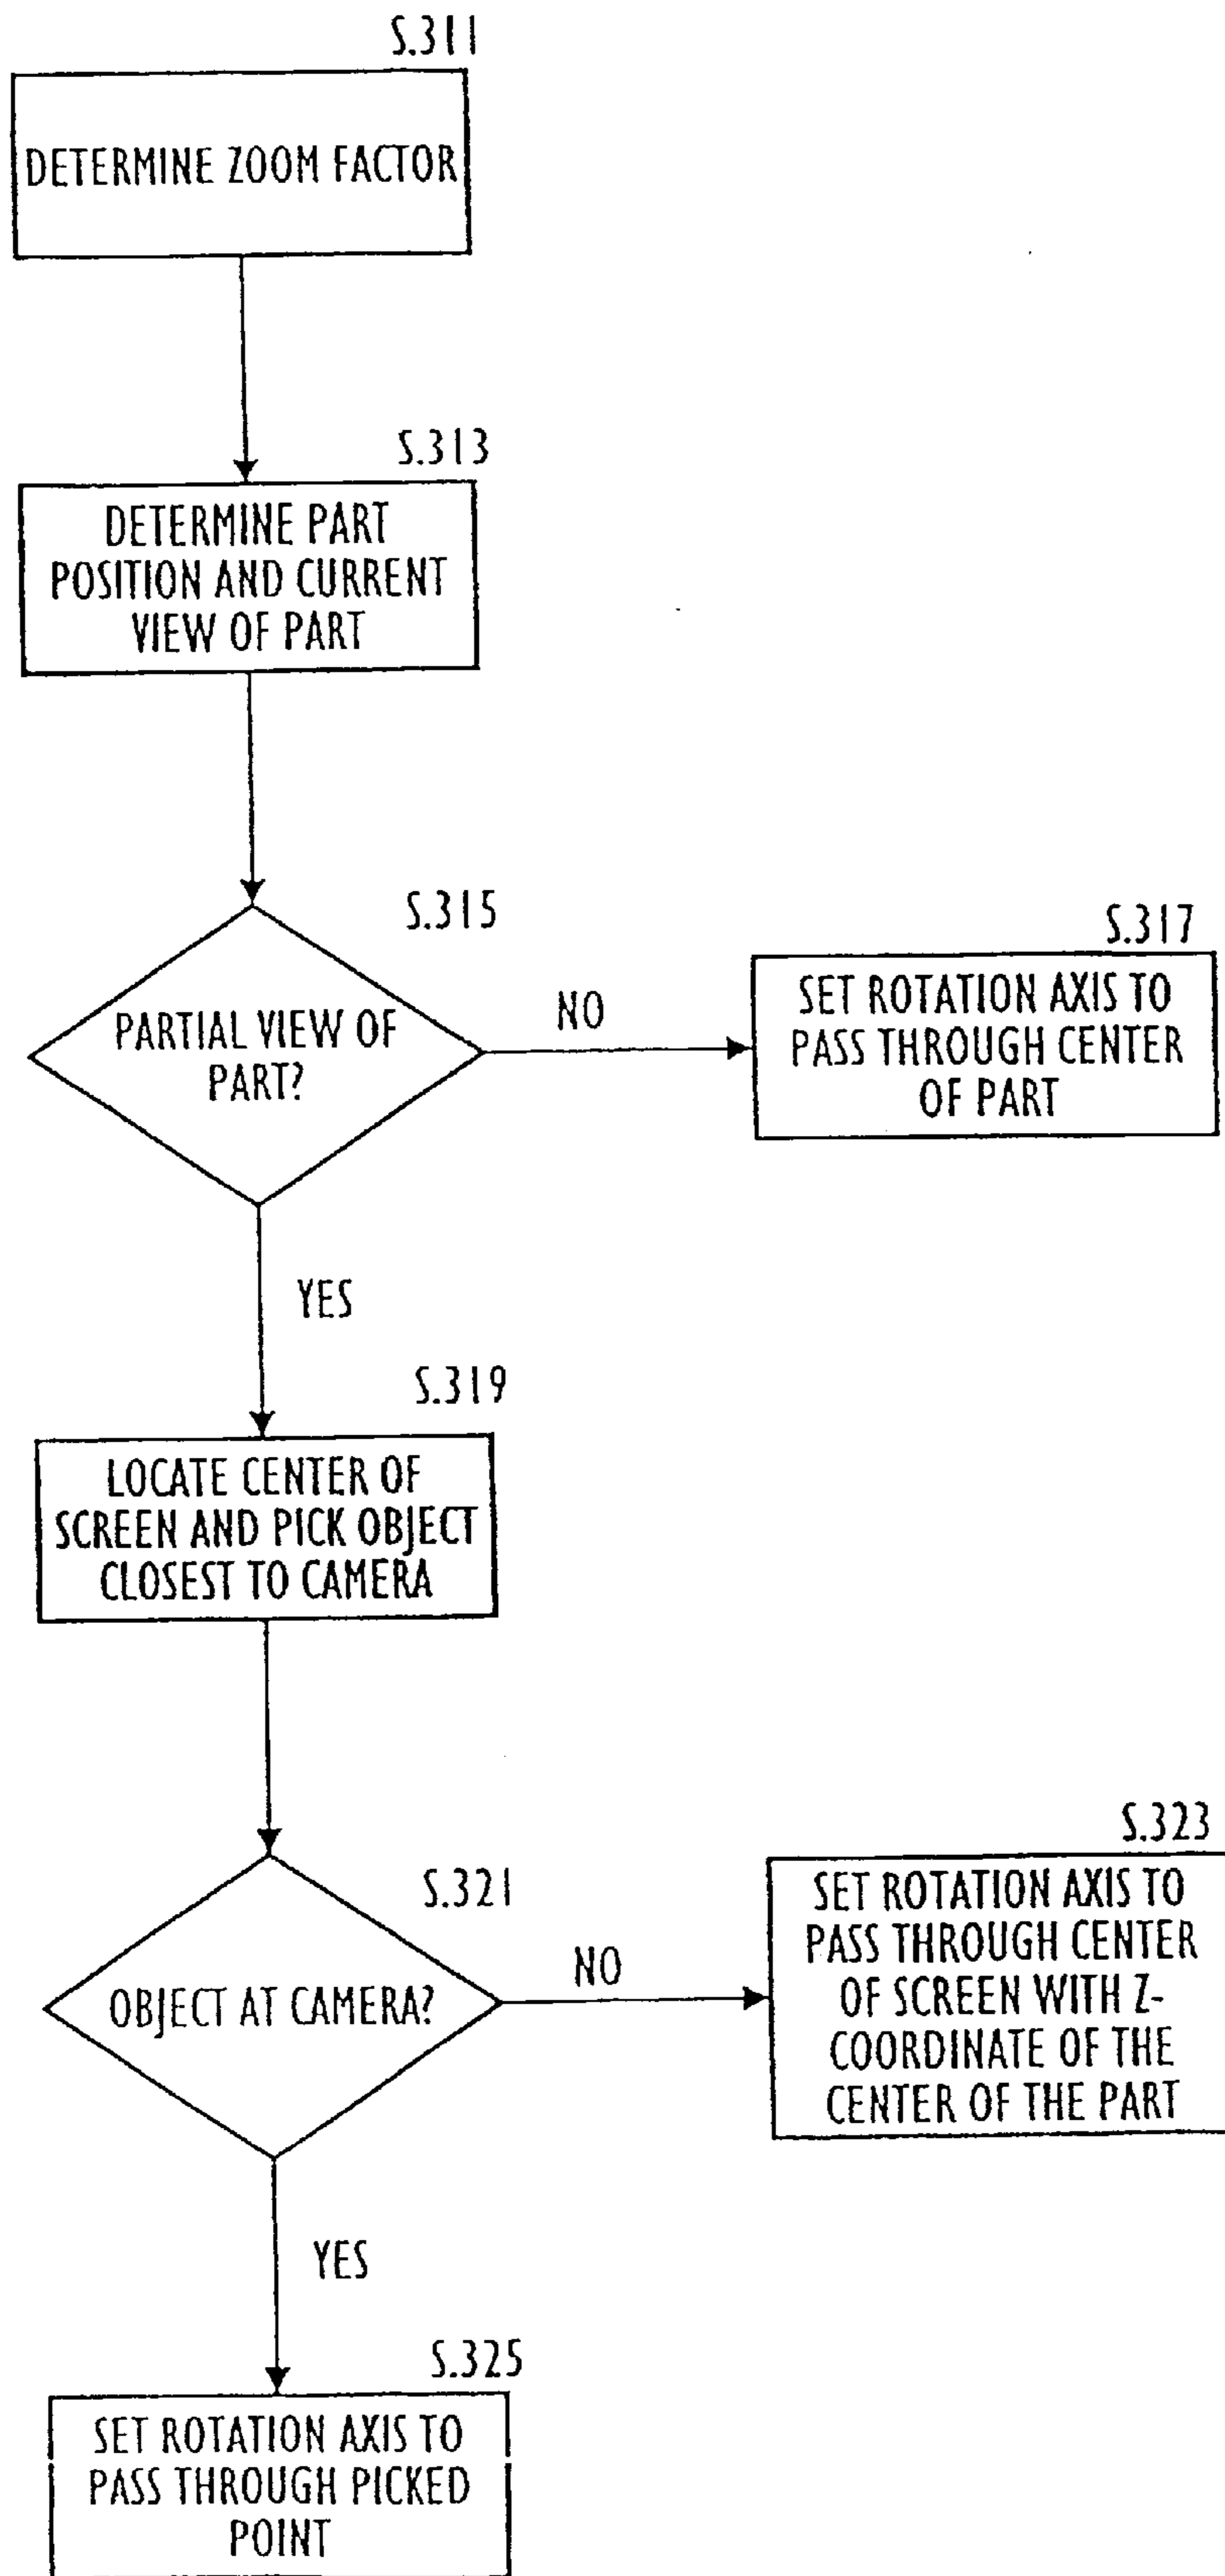 S.311
DETERMINE ZOOM FACTOR
S.313
DETERMINE PART
POSITION AND CURRENT
VIEW OF PART
S.315
PARTIAL VIEW OF
PART?
NO
S.317
SET ROTATION AXIS TO
PASS THROUGH CENTER
OF PART
YES
S.319
LOCATE CENTER OF
SCREEN AND PICK OBJECT
CLOSEST TO CAMERA
S.321
OBJECT AT CAMERA?
NO
S.323
SET ROTATION AXIS TO
PASS THROUGH CENTER
OF SCREEN WITH Z-
COORDINATE OF THE
CENTER OF THE PART
YES
S.325
SET ROTATION AXIS TO
PASS THROUGH PICKED
POINT